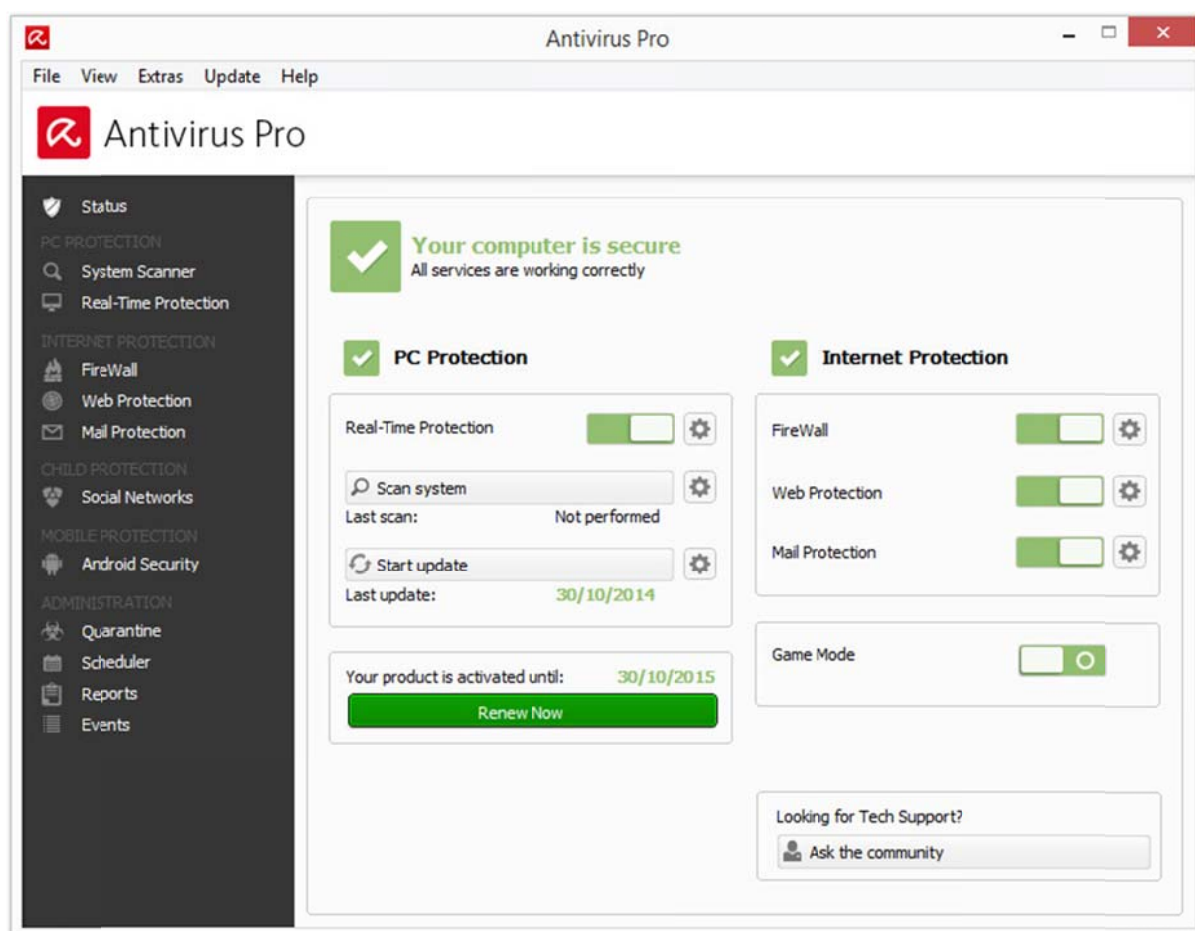 Antivirus Pro
File View Extras Update Help
Antivirus Pro
Status
PC PROTECTION
System Scanner
Real-Time Protection
INTERNET PROTECTION
FireWall
Web Protection
Mail Protection
CHILD PROTECTION
Social Networks
MOBILE PROTECTION
Android Security
ADMINISTRATION
Quarantine
Scheduler
Reports
Events
Your computer is secure
All services are working correctly
PC Protection
Real-Time Protection
Scan system
Last scan: Not performed
Start update
Last update: 30/10/2014
Your product is activated until: 30/10/2015
Renew Now
Internet Protection
FireWall
Web Protection
Mail Protection
Game Mode
Looking for Tech Support?
Ask the community